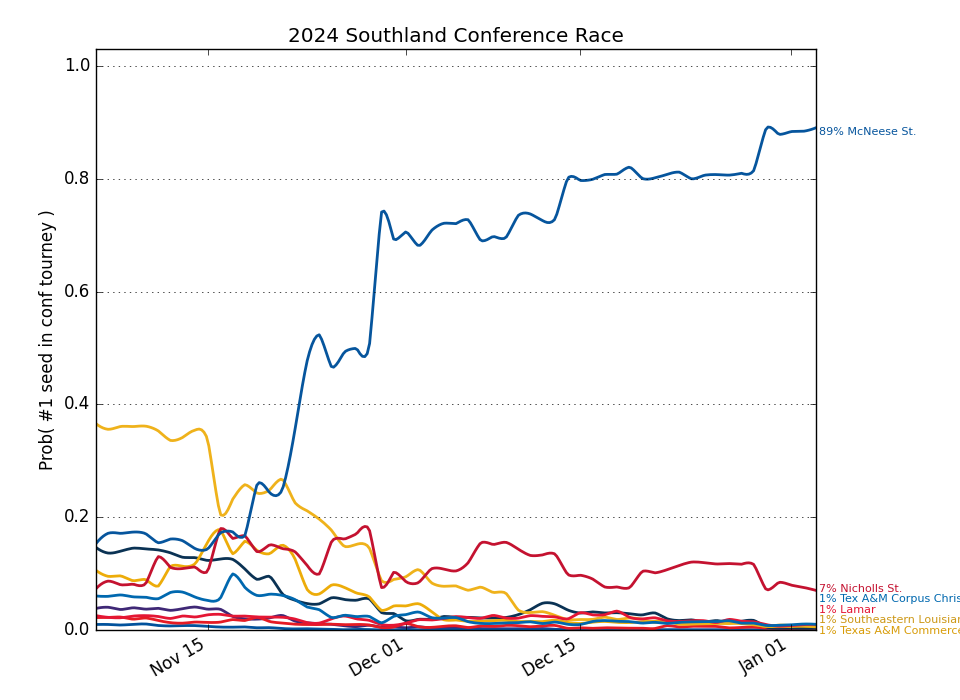 2024 Southland Conference Race
Prob( #1 seed in conf tourney )
1.0
0.8
0.6
0.4
0.2
0.0
Nov 15
Dec 01
Dec 15
Jan 01
89% McNeese St.
7% Nicholls St.
1% Tex A&M Corpus Chris
1% Lamar
1% Southeastern Louisian
1% Texas A&M Commerce